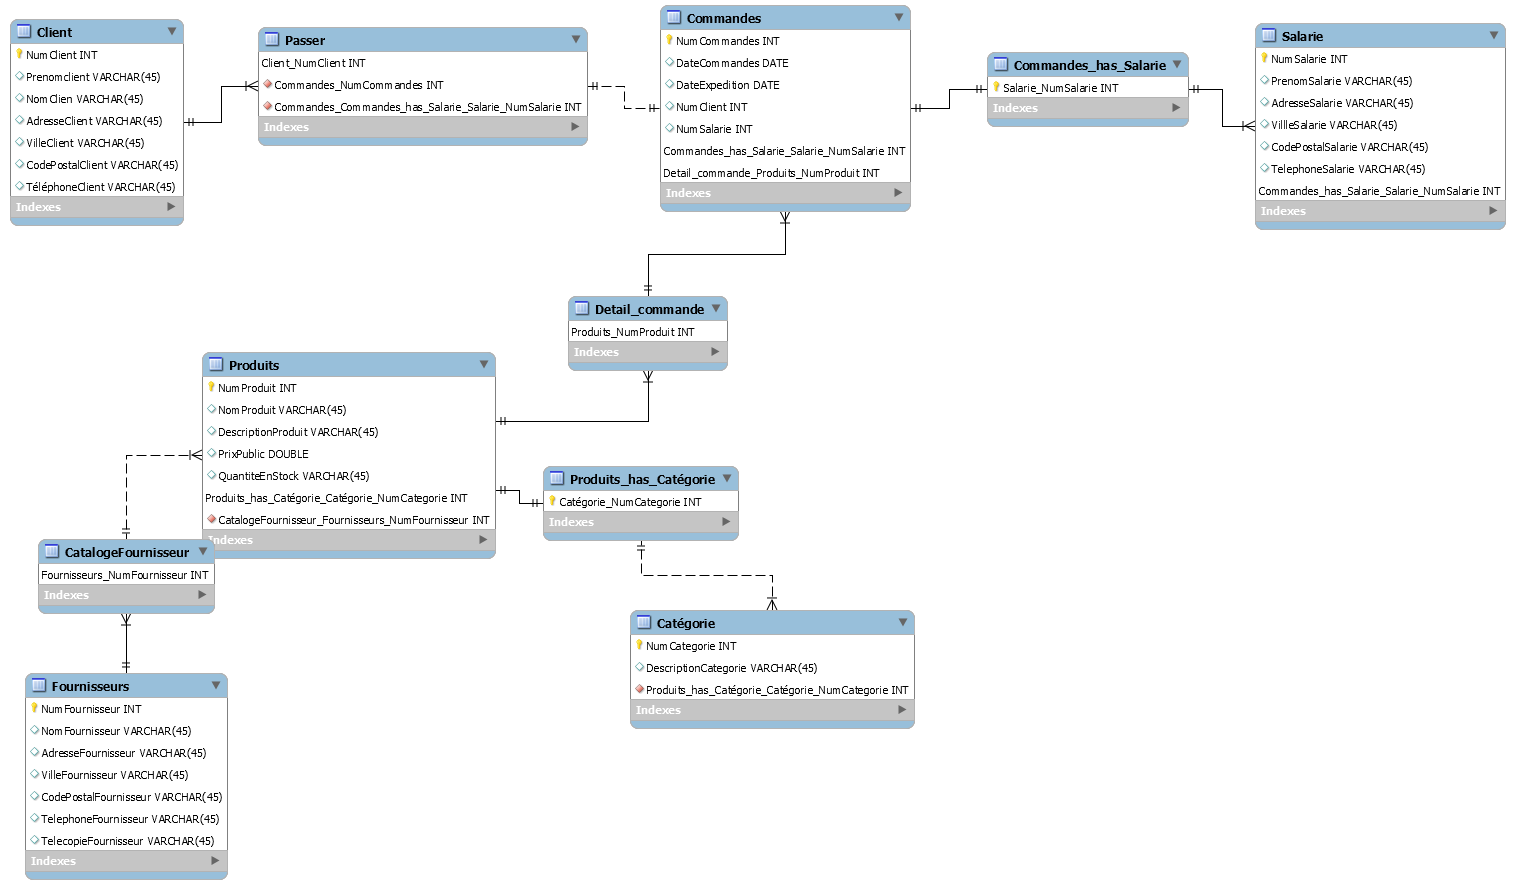 Client
NumClient INT
Prenomclient VARCHAR(45)
NomClien VARCHAR(45)
AdresseClient VARCHAR(45)
VilleClient VARCHAR(45)
CodePostalClient VARCHAR(45)
TéléphoneClient VARCHAR(45)
Indexes
Passer
Client_NumClient INT
Commandes_NumCommandes INT
Commandes_Commandes_has_Salarie_Salarie_NumSalarie INT
Indexes
Commandes
NumCommandes INT
DateCommandes DATE
DateExpedition DATE
NumClient INT
NumSalarie INT
Commandes_has_Salarie_Salarie_NumSalarie INT
Detail_commande_Produits_NumProduit INT
Indexes
Commandes_has_Salarie
Salarie_NumSalarie INT
Indexes
Salarie
NumSalarie INT
PrenomSalarie VARCHAR(45)
AdresseSalarie VARCHAR(45)
VillleSalarie VARCHAR(45)
CodePostalSalarie VARCHAR(45)
TelephoneSalarie VARCHAR(45)
Commandes_has_Salarie_Salarie_NumSalarie INT
Indexes
Detail_commande
Produits_NumProduit INT
Indexes
Produits
NumProduit INT
NomProduit VARCHAR(45)
DescriptionProduit VARCHAR(45)
PrixPublic DOUBLE
QuantiteEnStock VARCHAR(45)
Produits_has_Catégorie_Catégorie_NumCategorie INT
CatalogeFournisseur_Fournisseurs_NumFournisseur INT
Indexes
Produits_has_Catégorie
Catégorie_NumCategorie INT
Indexes
CatalogeFournisseur
Fournisseurs_NumFournisseur INT
Indexes
Catégorie
NumCategorie INT
DescriptionCategorie VARCHAR(45)
Produits_has_Catégorie_Catégorie_NumCategorie INT
Indexes
Fournisseurs
NumFournisseur INT
NomFournisseur VARCHAR(45)
AdresseFournisseur VARCHAR(45)
VilleFournisseur VARCHAR(45)
CodePostalFournisseur VARCHAR(45)
TelephoneFournisseur VARCHAR(45)
TelecopieFournisseur VARCHAR(45)
Indexes